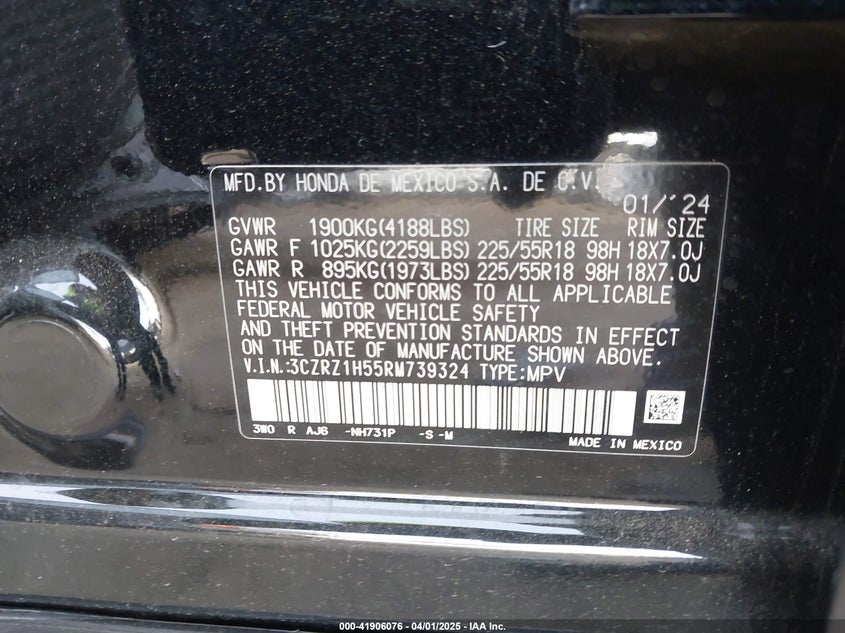 MFD.BY HONDA DE MEXICO S.A. DE C.V.
01/'24
GVWR 1900KG(4188LBS) TIRE SIZE RIM SIZE
GAWR F 1025KG(2259LBS) 225/55R18 98H 18X7.0J
GAWR R 895KG(1973LBS) 225/55R18 98H 18X7.0J
THIS VEHICLE CONFORMS TO ALL APPLICABLE
FEDERAL MOTOR VEHICLE SAFETY
AND THEFT PREVENTION STANDARDS IN EFFECT
ON THE DATE OF MANUFACTURE SHOWN ABOVE.
V.I.N.:3CZRZ1H55RM739324 TYPE:MPV
3W0 R AJ6 -NH731P -S -M
MADE IN MEXICO
000-41906076 - 04/01/2025 - IAA Inc.